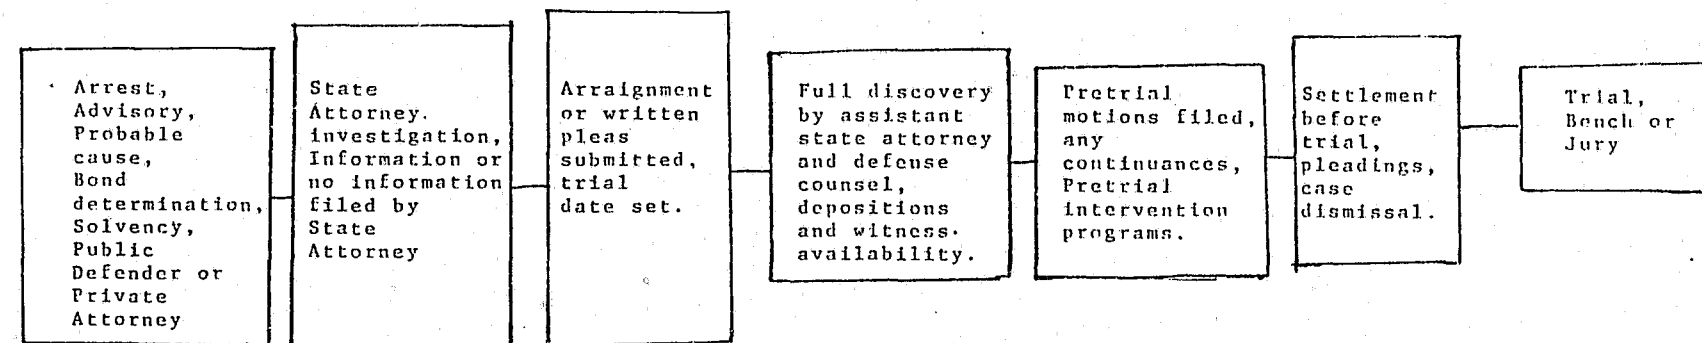 Arrest,
Advisory,
Probable
cause,
Bond
determination,
Solvency,
Public
Defender or
Private
Attorney
State
Attorney.
investigation,
Information or
no information
filed by
State
Attorney
Arraignment
or written
pleas
submitted,
trial
date set.
Full discovery
by assistant
state attorney
and defense
counsel,
depositions
and witness.
availability.
Pretrial
motions filed,
any
continuances,
Pretrial
intervention
programs.
Settlement
before
trial,
pleadings,
case
dismissal.
Trial,
Bench or
Jury